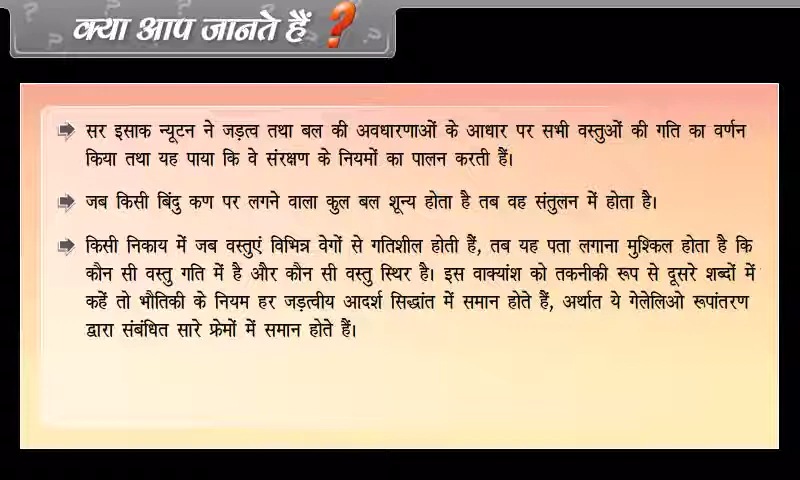 क्या आप जानते हैं ?
सर इसाक न्यूटन ने जड़त्व तथा बल की अवधारणाओं के आधार पर सभी वस्तुओं की गति का वर्णन
किया तथा यह पाया कि वे संरक्षण के नियमों का पालन करती हैं।
जब किसी बिंदु कण पर लगने वाला कुल बल शून्य होता है तब वह संतुलन में होता है।
किसी निकाय में जब वस्तुएं विभिन्न वेगों से गतिशील होती हैं, तब यह पता लगाना मुश्किल होता है कि
कौन सी वस्तु गति में है और कौन सी वस्तु स्थिर है। इस वाक्यांश को तकनीकी रूप से दूसरे शब्दों में
कहें तो भौतिकी के नियम हर जड़त्वीय आदर्श सिद्धांत में समान होते हैं, अर्थात ये गेलेलिओ रूपांतरण
द्वारा संबंधित सारे फ्रेमों में समान होते हैं।